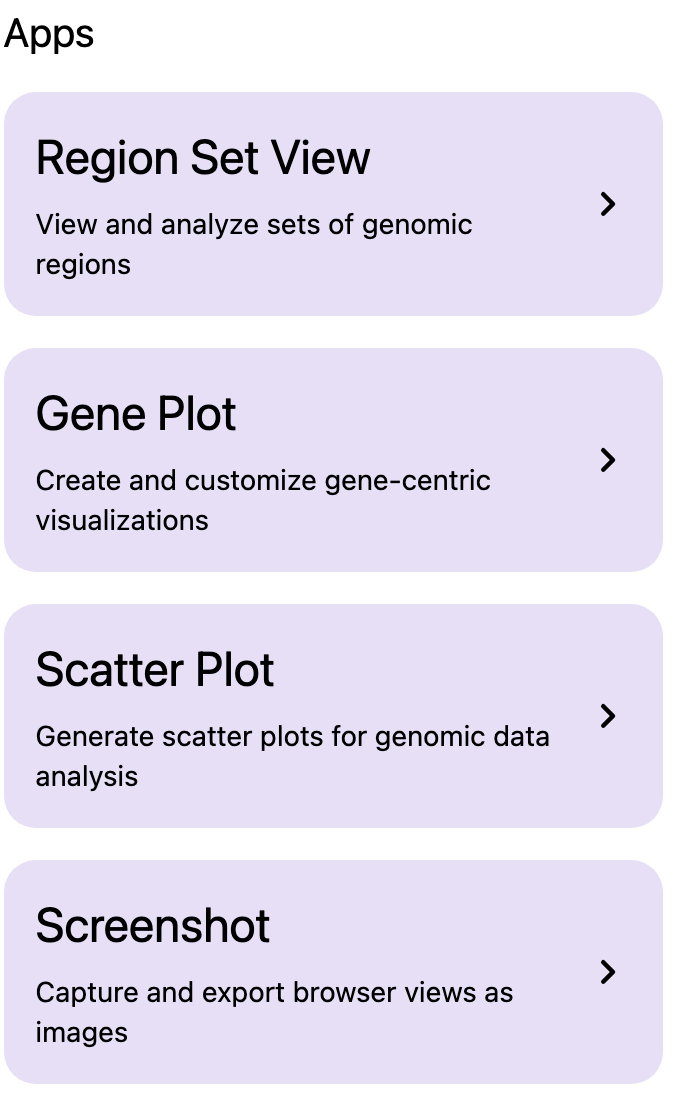 Apps
Region Set View
View and analyze sets of genomic
regions
Gene Plot
Create and customize gene-centric
visualizations
Scatter Plot
Generate scatter plots for genomic data
analysis
Screenshot
Capture and export browser views as
images